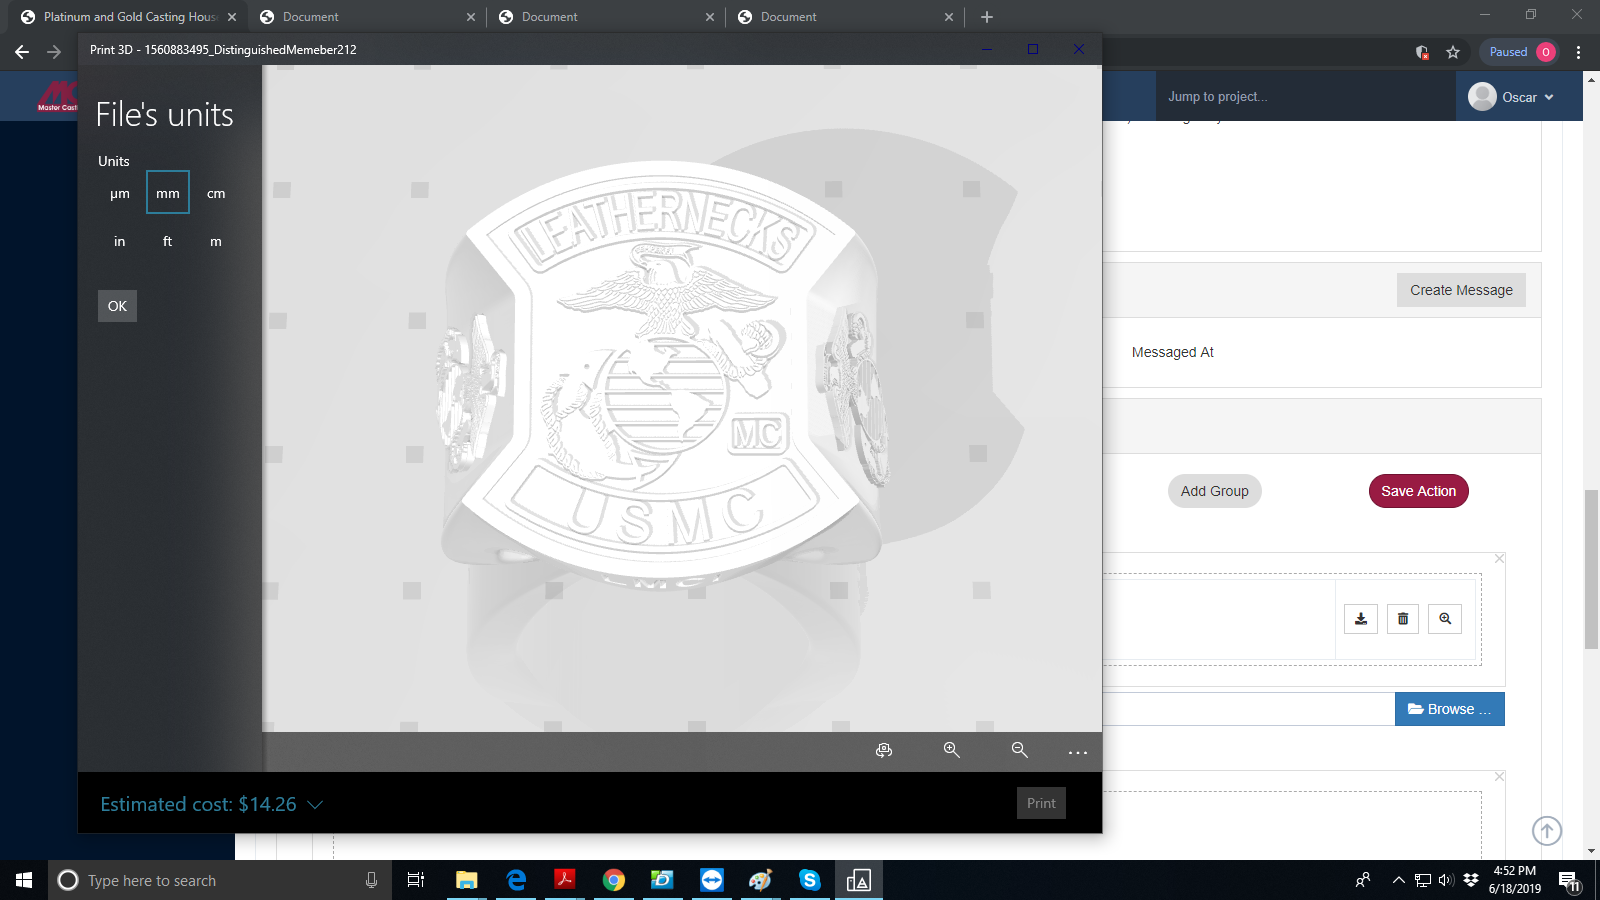 Platinum and Gold Casting Hous
Document
Document
Document
Print 3D - 1560883495_DistinguishedMemeber212
Paused
0
Master Casti
Jump to project...
Oscar
File's units
Units
µm
mm
cm
in
ft
m
OK
LEATHERNECKS
MC
USMC
Create Message
Messaged At
Add Group
Save Action
Browse ...
Estimated cost: $14.26
Print
Type here to search
4:52 PM
6/18/2019
11